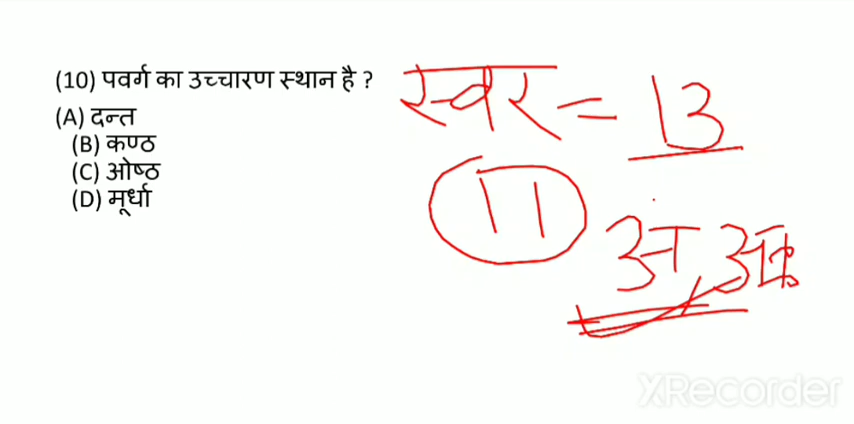 (10) पवर्ग का उच्चारण स्थान है ?
(A) दन्त
(B) कण्ठ
(C) ओष्ठ
(D) मूर्धा
स्वर = 13
11
XRecorder